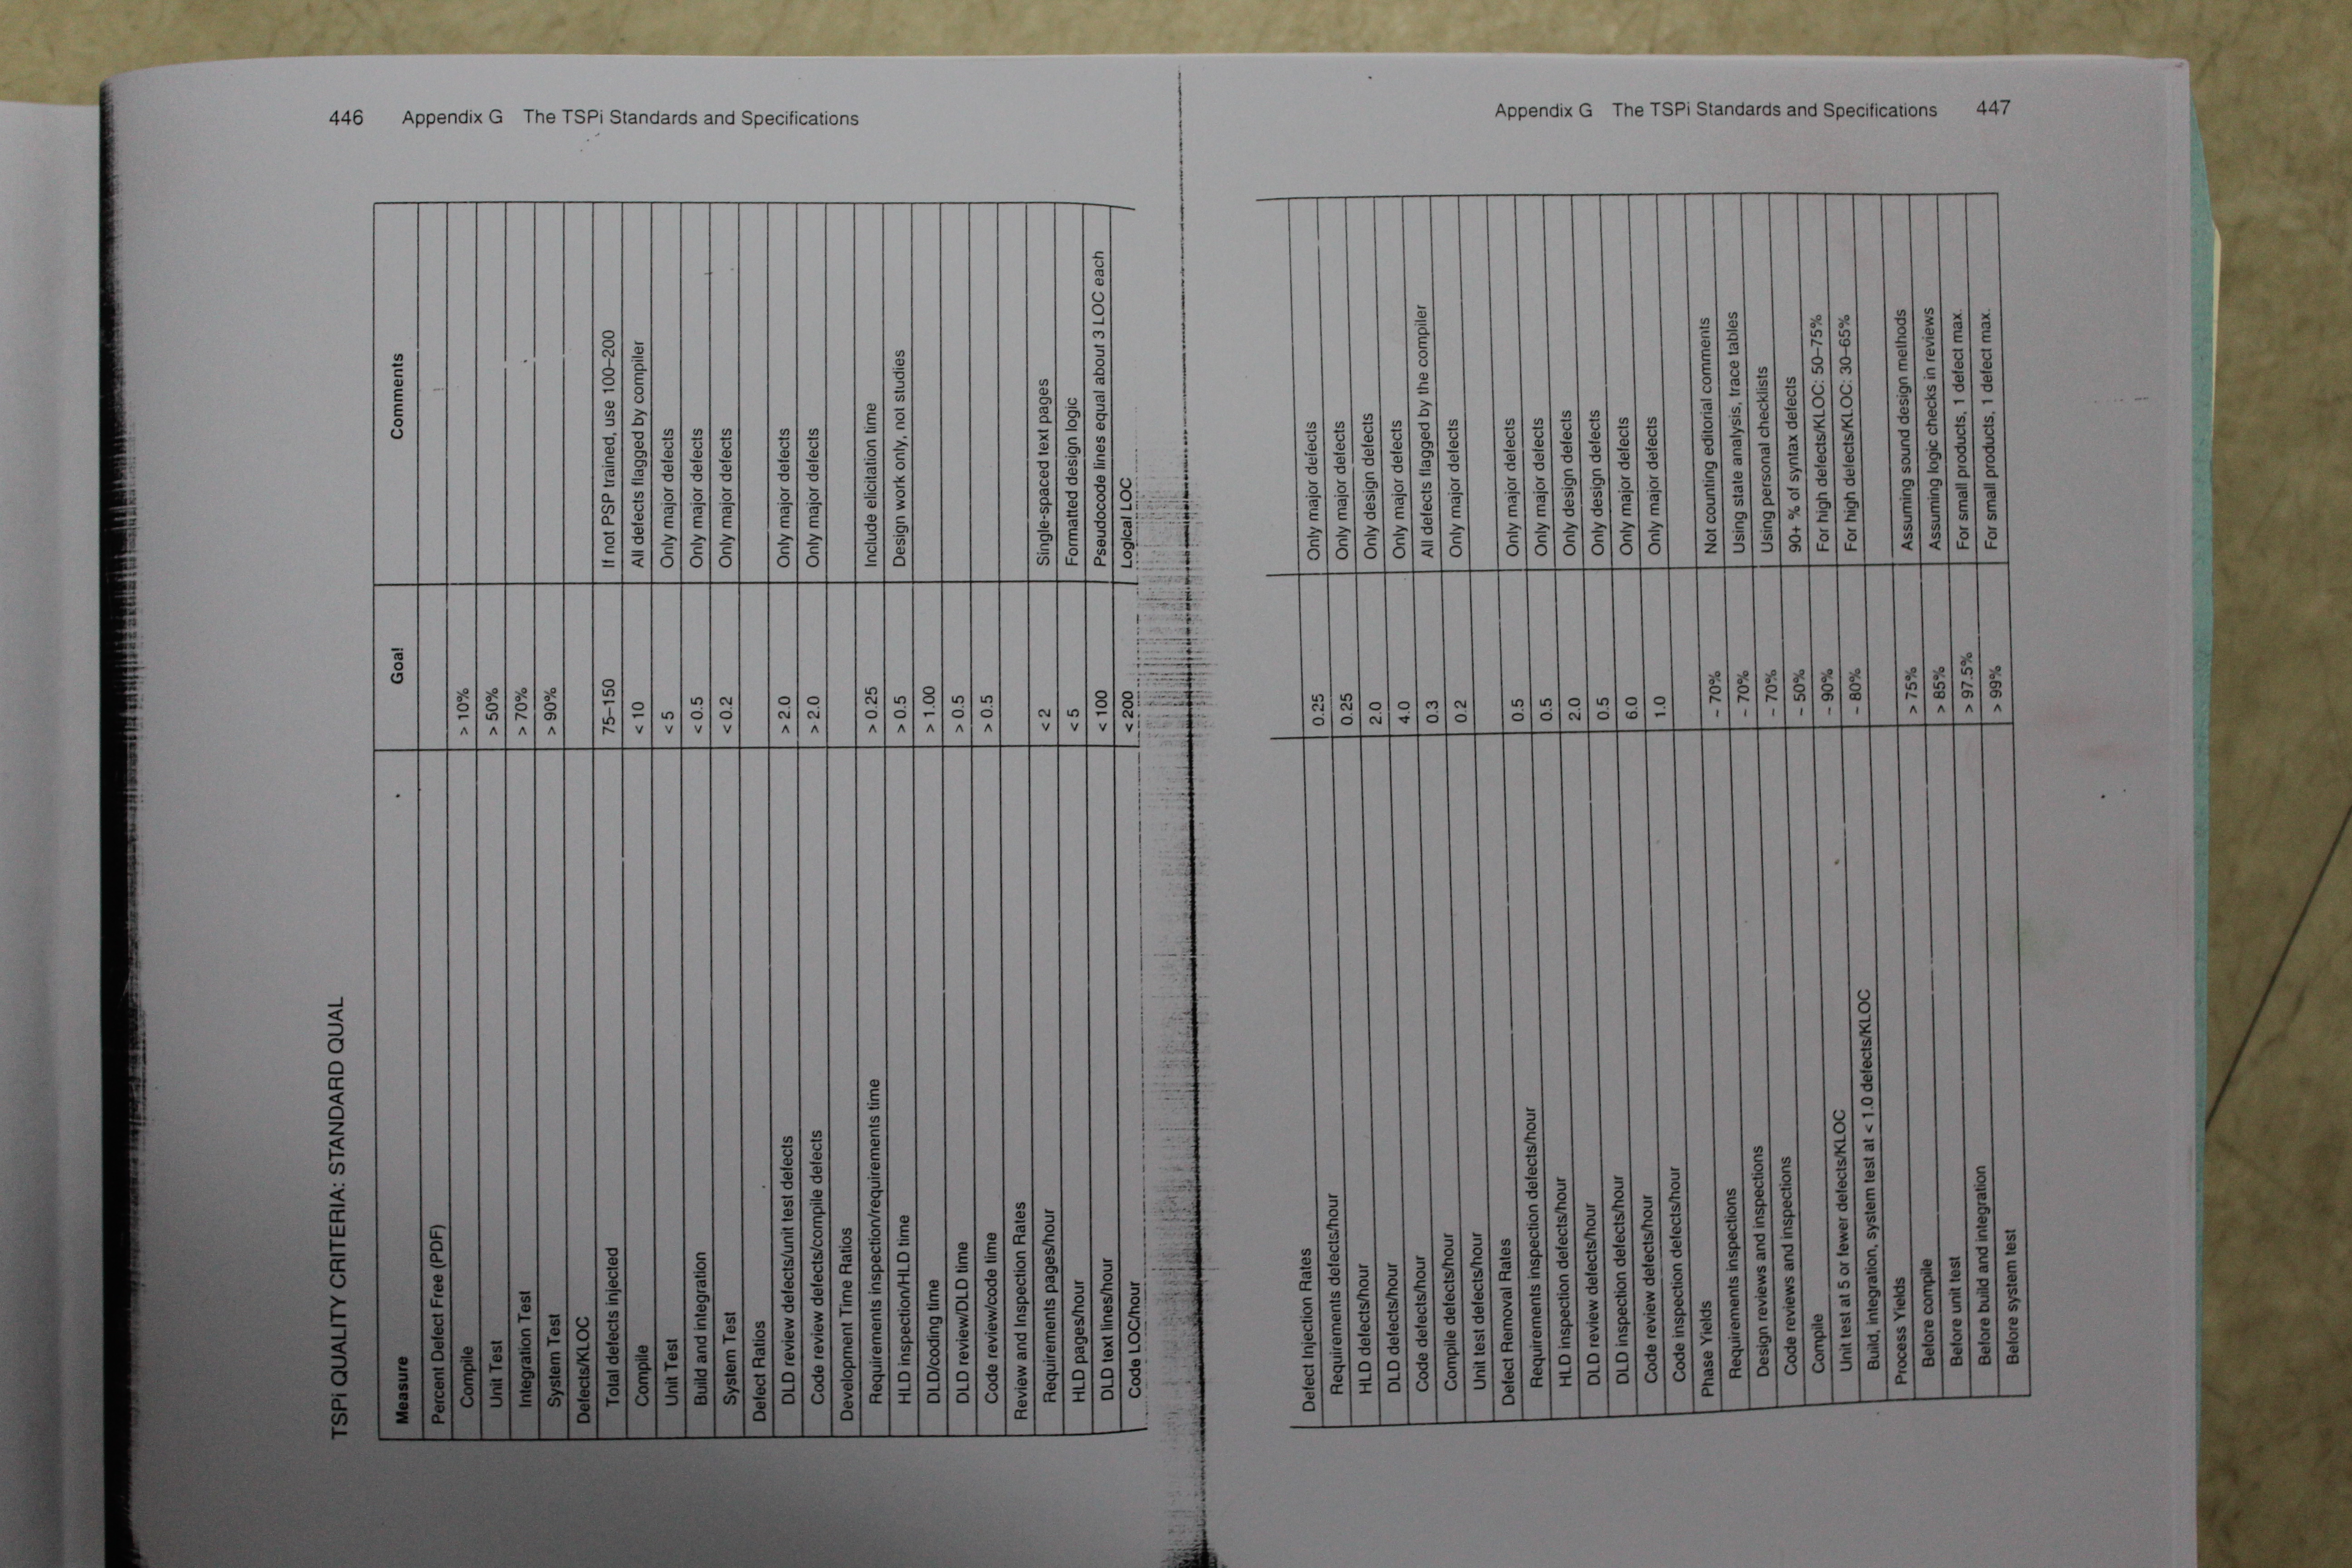 446 Appendix G The TSPi Standards and Specifications
TSPi QUALITY CRITERIA: STANDARD QUAL
Measure Goal Comments
Percent Defect Free (PDF)
Compile > 10%
Unit Test > 50%
Integration Test > 70%
System Test > 90%
Defects/KLOC
Total defects injected 75–150 If not PSP trained, use 100–200
Compile < 10 All defects flagged by compiler
Unit Test < 5 Only major defects
Build and integration < 0.5 Only major defects
System Test < 0.2 Only major defects
Defect Ratios
DLD review defects/unit test defects > 2.0 Only major defects
Code review defects/compile defects > 2.0 Only major defects
Development Time Ratios
Requirements inspection/requirements time > 0.25 Include elicitation time
HLD inspection/HLD time > 0.5 Design work only, not studies
DLD/coding time > 1.00
DLD review/DLD time > 0.5
Code review/code time > 0.5
Review and Inspection Rates
Requirements pages/hour < 2 Single-spaced text pages
HLD pages/hour < 5 Formatted design logic
DLD text lines/hour < 100 Pseudocode lines equal about 3 LOC each
Code LOC/hour < 200 Logical LOC
Appendix G The TSPi Standards and Specifications 447
Defect Injection Rates
Requirements defects/hour 0.25 Only major defects
HLD defects/hour 0.25 Only major defects
DLD defects/hour 2.0 Only design defects
Code defects/hour 4.0 Only major defects
Compile defects/hour 0.3 All defects flagged by the compiler
Unit test defects/hour 0.2 Only major defects
Defect Removal Rates
Requirements inspection defects/hour 0.5 Only major defects
HLD inspection defects/hour 0.5 Only major defects
DLD review defects/hour 2.0 Only design defects
DLD inspection defects/hour 0.5 Only design defects
Code review defects/hour 6.0 Only major defects
Code inspection defects/hour 1.0 Only major defects
Phase Yields
Requirements inspections ~ 70% Not counting editorial comments
Design reviews and inspections ~ 70% Using state analysis, trace tables
Code reviews and inspections ~ 70% Using personal checklists
Compile ~ 50% 90+ % of syntax defects
Unit test at 5 or fewer defects/KLOC ~ 90% For high defects/KLOC: 50–75%
Build, integration, system test at < 1.0 defects/KLOC ~ 80% For high defects/KLOC: 30–65%
Process Yields
Before compile > 75% Assuming sound design methods
Before unit test > 85% Assuming logic checks in reviews
Before build and integration > 97.5% For small products, 1 defect max.
Before system test > 99% For small products, 1 defect max.